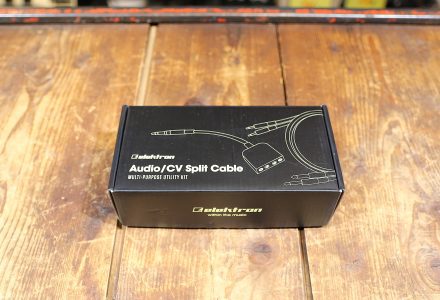 elektron
Audio/CV Split Cable
MULTI-PURPOSE UTILITY KIT
elektron
within the music